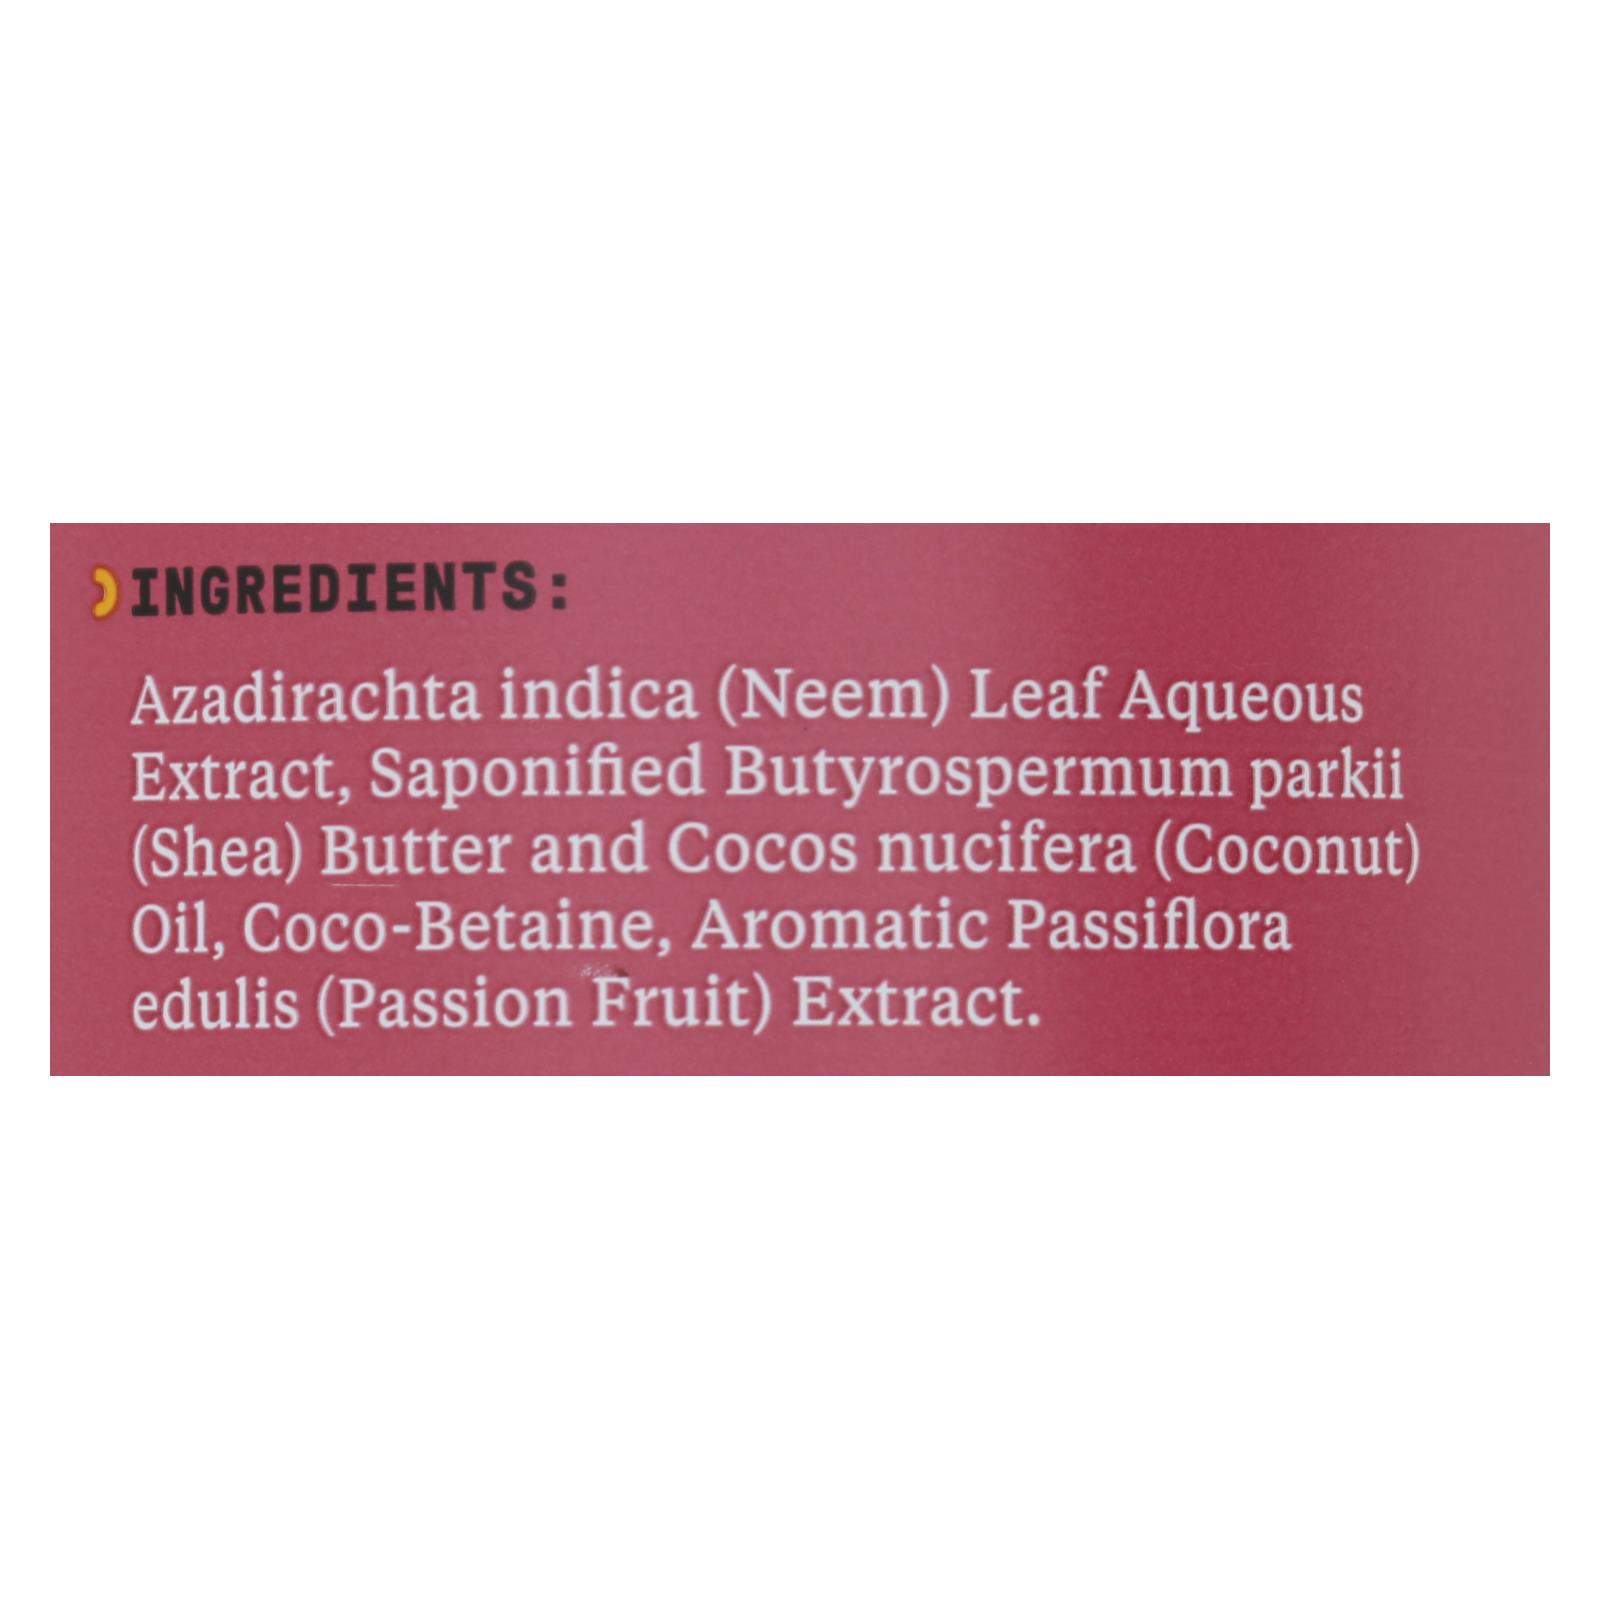 INGREDIENTS:
Azadirachta indica (Neem) Leaf Aqueous
Extract, Saponified Butyrospermum parkii
(Shea) Butter and Cocos nucifera (Coconut)
Oil, Coco-Betaine, Aromatic Passiflora
edulis (Passion Fruit) Extract.